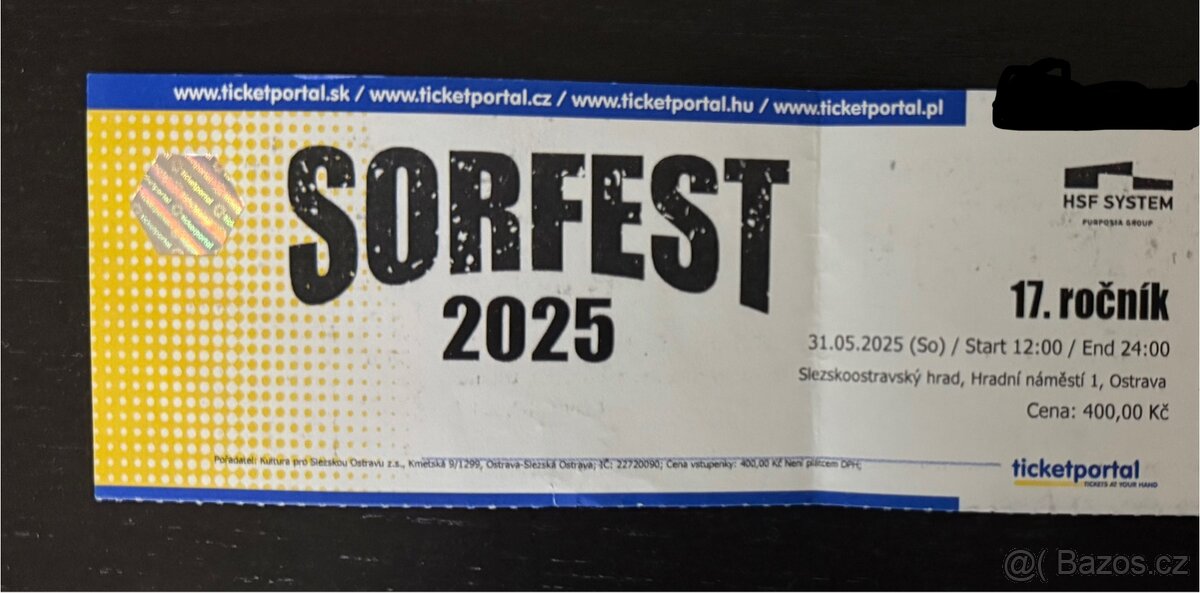 www.ticketportal.sk / www.ticketportal.cz / www.ticketportal.hu / www.ticketportal.pl
ticketportal
SORFEST
2025
HSF SYSTEM
PURPOSIA GROUP
17. ročník
31.05.2025 (So) / Start 12:00 / End 24:00
Slezskoostravský hrad, Hradní náměstí 1, Ostrava
Cena: 400,00 Kč
Pořadatel: Kultura pro Slezskou Ostravu z.s., Kmetská 9/1299, Ostrava-Slezská Ostrava; IČ: 22720090; Cena vstupenky: 400,00 Kč Není plátcem DPH;
ticketportal
TICKETS AT YOUR HAND
@( Bazos.cz